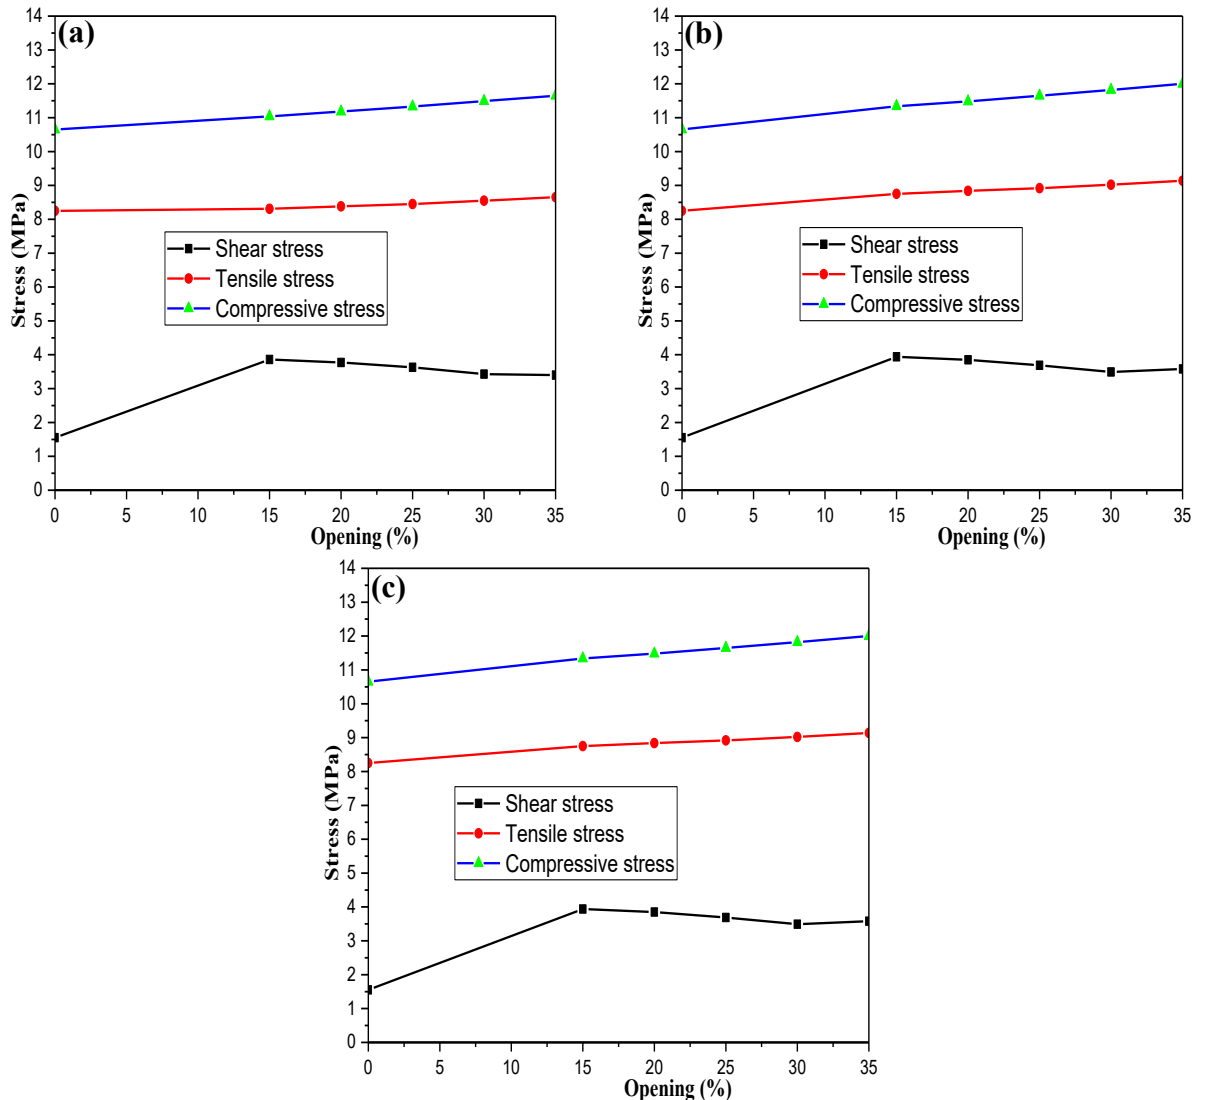 (a)
14
13
12
11
10
9
8
7
6
5
4
3
2
1
0
Stress (MPa)
Shear stress
Tensile stress
Compressive stress
0 5 10 15 20 25 30 35
Opening (%)
(b)
14
13
12
11
10
9
8
7
6
5
4
3
2
1
0
Stress (MPa)
Shear stress
Tensile stress
Compressive stress
0 5 10 15 20 25 30 35
Opening (%)
(c)
14
13
12
11
10
9
8
7
6
5
4
3
2
1
0
Stress (MPa)
Shear stress
Tensile stress
Compressive stress
0 5 10 15 20 25 30 35
Opening (%)